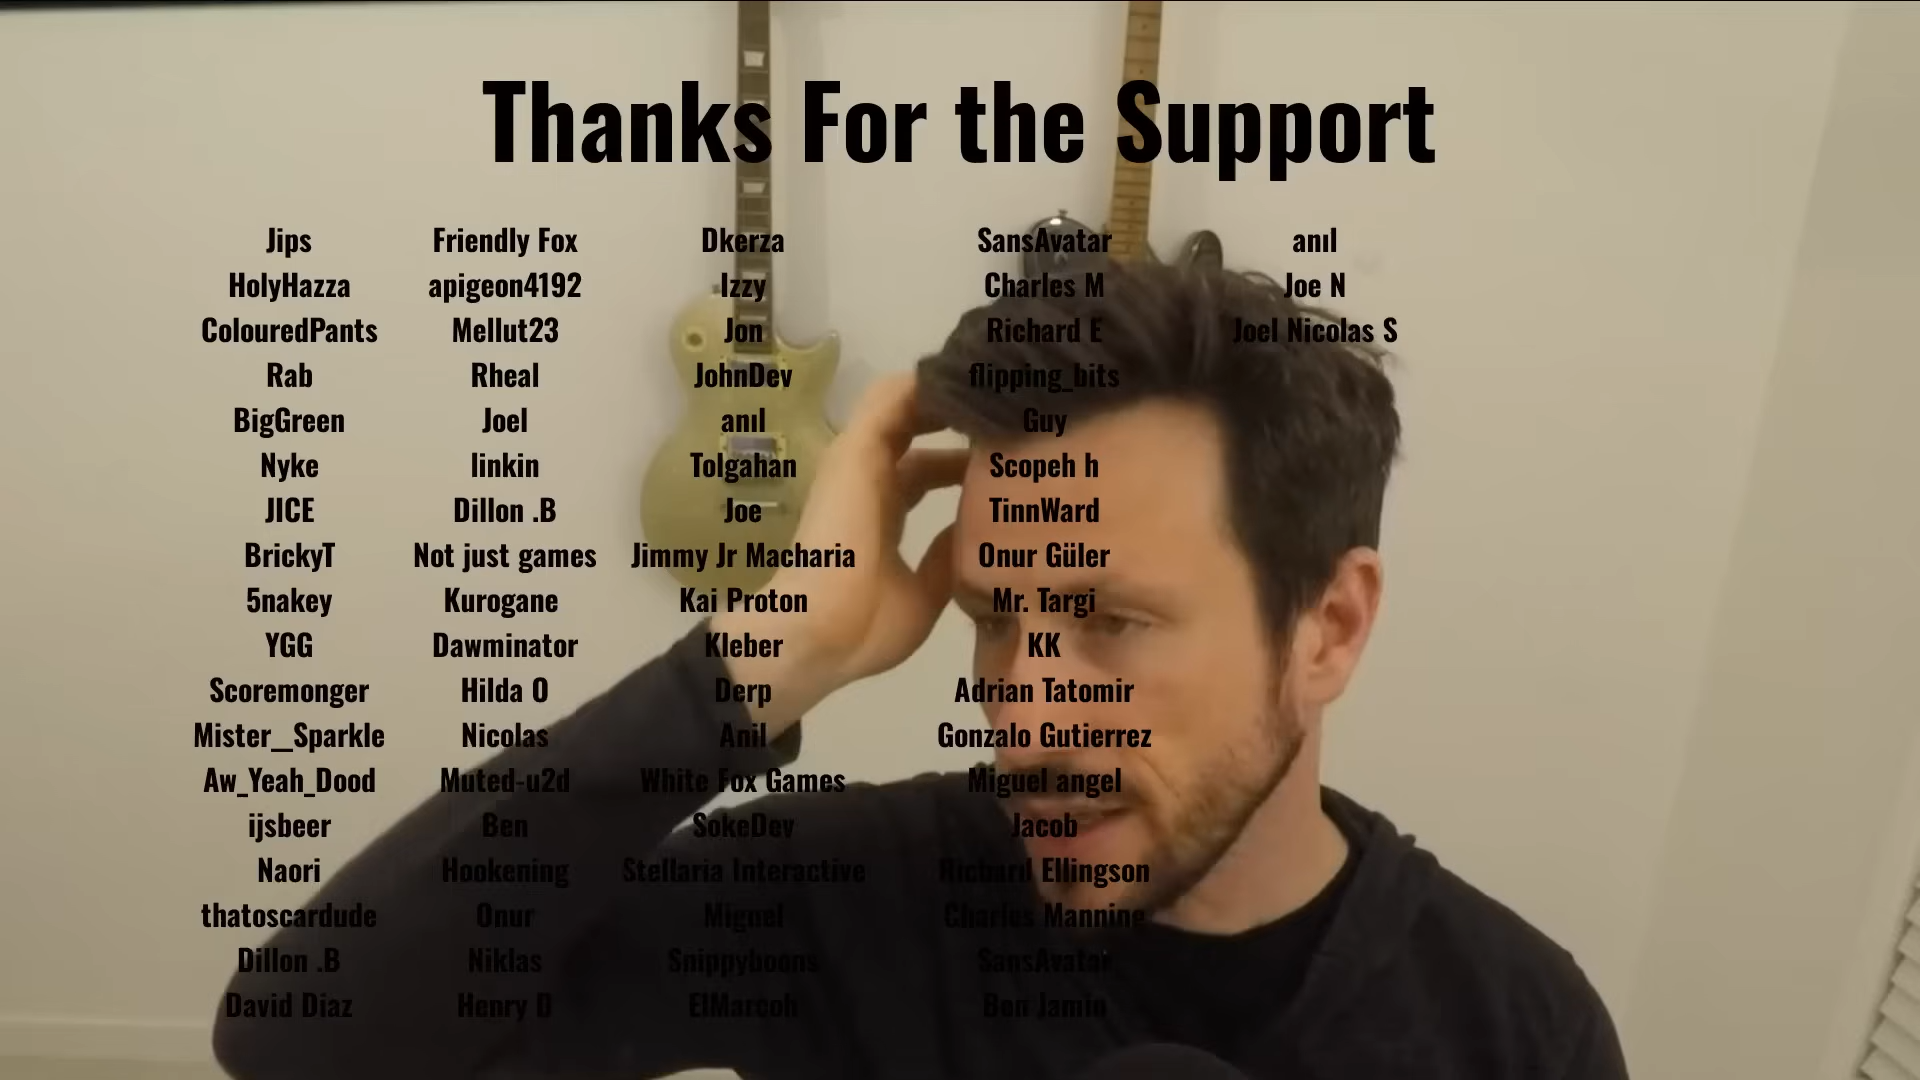 Thanks For the Support
Jips
HolyHazza
ColouredPants
Rab
BigGreen
Nyke
JICE
BrickyT
5nakey
YGG
Scoremonger
Mister__Sparkle
Aw_Yeah_Dood
ijsbeer
Naori
thatoscardude
Dillon .B
David Diaz
Friendly Fox
apigeon4192
Mellut23
Rheal
Joel
linkin
Dillon .B
Not just games
Kurogane
Dawminator
Hilda O
Nicolas
Muted-u2d
Ben
Hookening
Onur
Niklas
Henry D
Dkerza
Izzy
Jon
JohnDev
anıl
Tolgahan
Joe
Jimmy Jr Macharia
Kai Proton
Kleber
Derp
Anil
White Fox Games
SokeDev
Stellaria Interactive
Miguel
Snippyboons
ElMarcoh
SansAvatar
Charles M
Richard E
flipping_bits
Guy
Scopeh h
TinnWard
Onur Güler
Mr. Targi
KK
Adrian Tatomir
Gonzalo Gutierrez
Miguel angel
Jacob
Richard Ellingson
Charles Manning
SansAvatar
Ben Jamin
anıl
Joe N
Joel Nicolas S